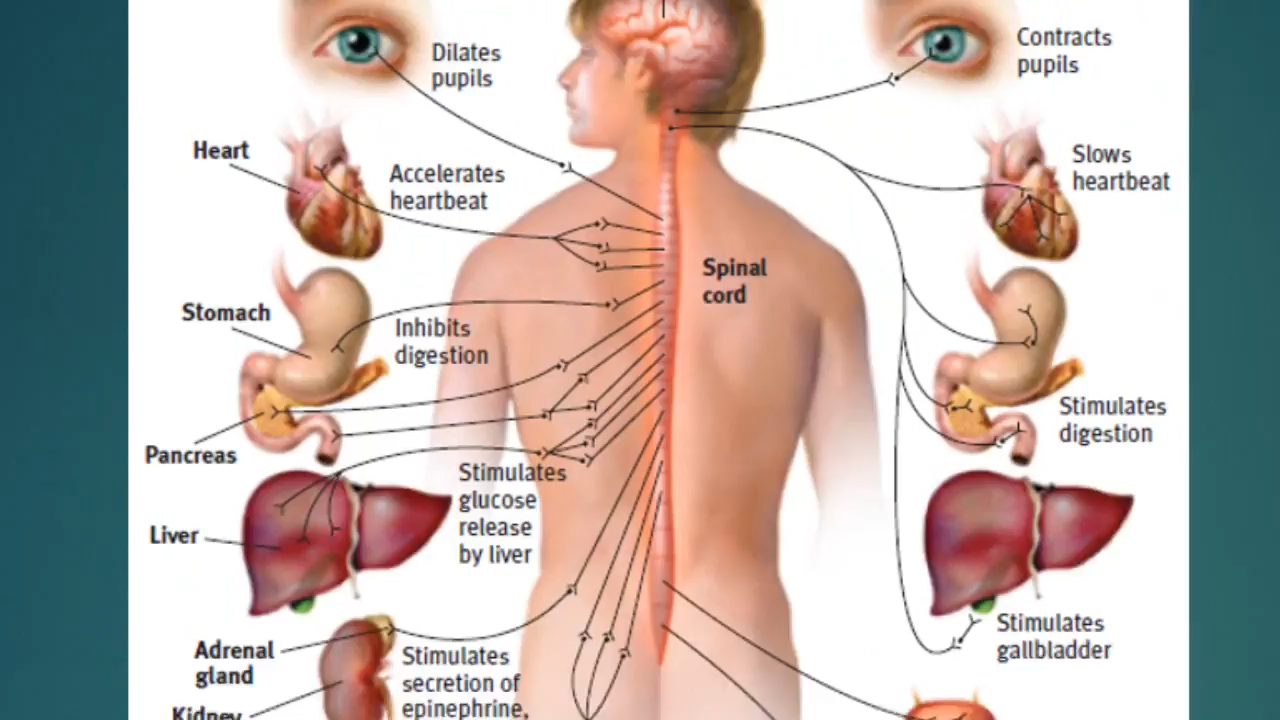 Dilates
pupils
Contracts
pupils
Heart
Accelerates
heartbeat
Slows
heartbeat
Spinal
cord
Stomach
Inhibits
digestion
Pancreas
Stimulates
digestion
Stimulates
glucose
release
by liver
Liver
Stimulates
gallbladder
Adrenal
gland
Stimulates
secretion of
epinephrine,
Kidney